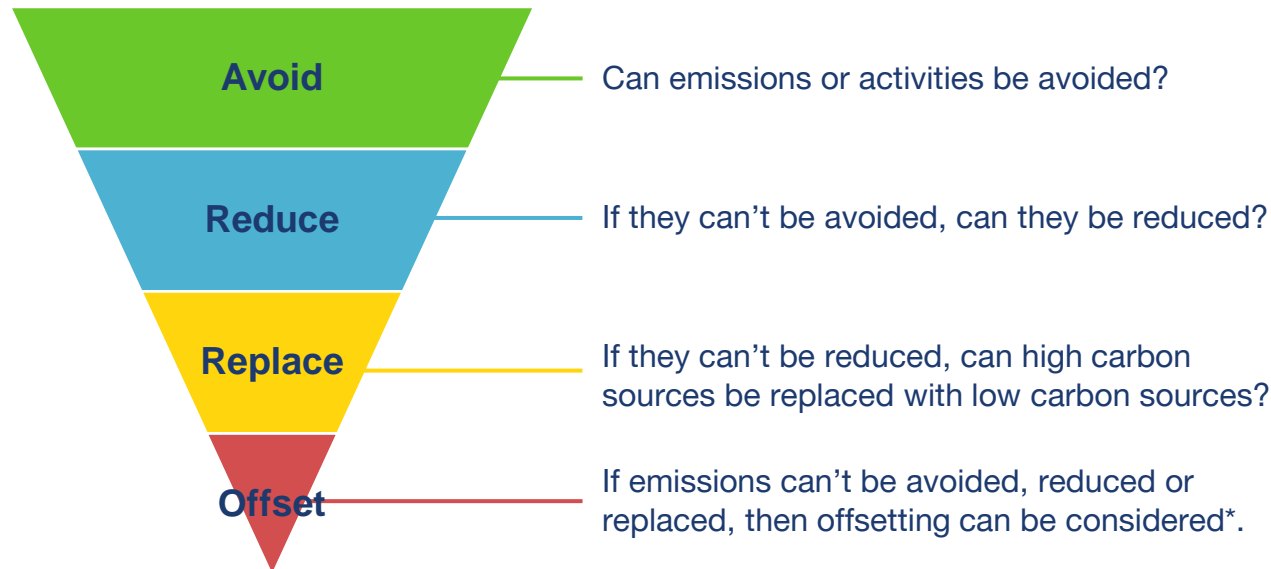 Avoid
Can emissions or activities be avoided?
Reduce
If they can’t be avoided, can they be reduced?
Replace
If they can’t be reduced, can high carbon
sources be replaced with low carbon sources?
Offset
If emissions can’t be avoided, reduced or
replaced, then offsetting can be considered*.